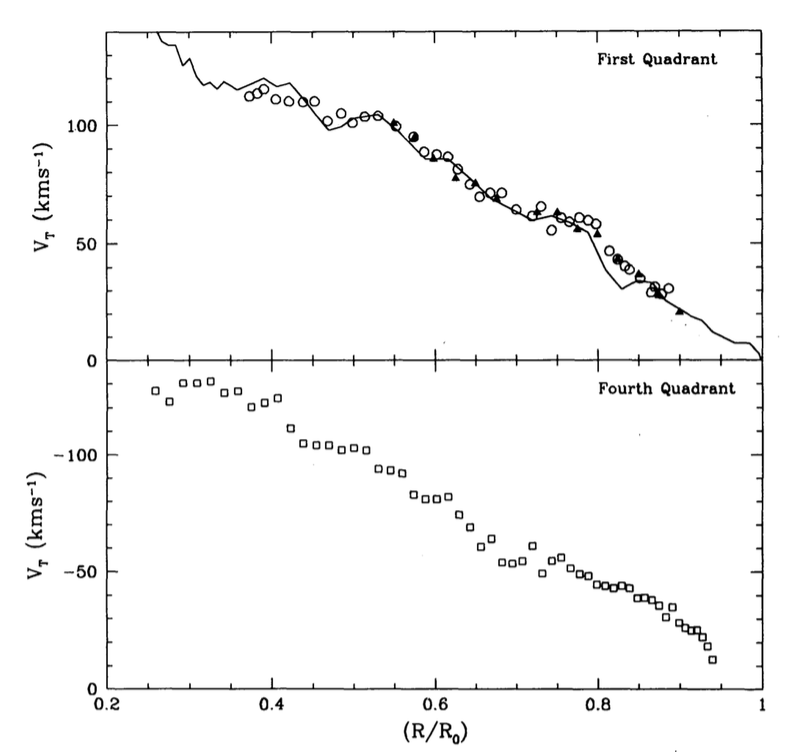 First Quadrant
100
50
0
V_T (kms⁻¹)
Fourth Quadrant
-100
-50
0
V_T (kms⁻¹)
0.2 0.4 0.6 0.8 1
(R/R₀)